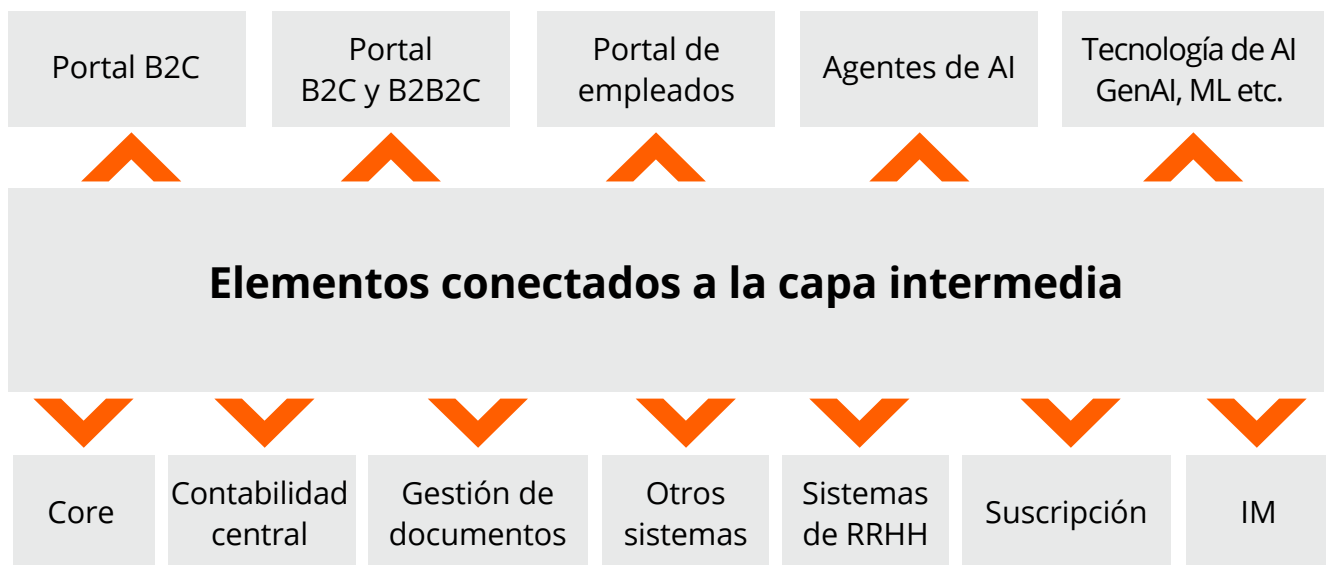 Portal B2C
Portal
B2C y B2B2C
Portal de
empleados
Agentes de AI
Tecnología de AI
GenAI, ML etc.
Elementos conectados a la capa intermedia
Core
Contabilidad
central
Gestión de
documentos
Otros
sistemas
Sistemas
de RRHH
Suscripción
IM